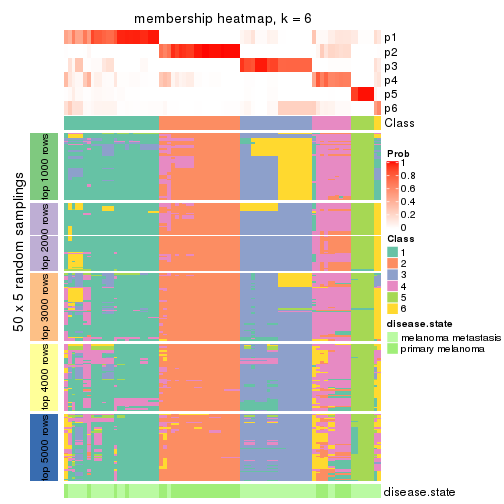 membership heatmap, k = 6
p1
p2
p3
p4
p5
p6
Class
50 x 5 random samplings
top 1000 rows
top 2000 rows
top 3000 rows
top 4000 rows
top 5000 rows
Prob
1
0.8
0.6
0.4
0.2
0
Class
1
2
3
4
5
6
disease.state
melanoma metastasis
primary melanoma
disease.state